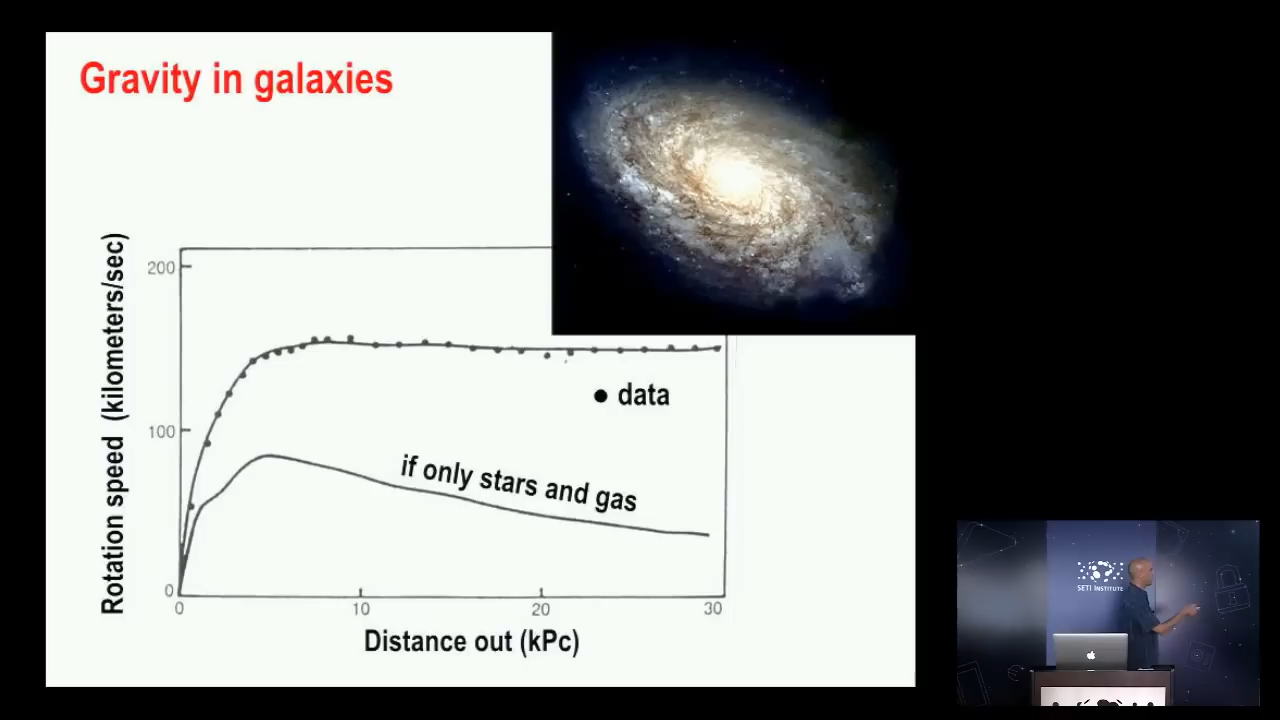 Gravity in galaxies
Rotation speed (kilometers/sec)
200
100
0
data
if only stars and gas
0
10
20
30
Distance out (kPc)
SETI INSTITUTE